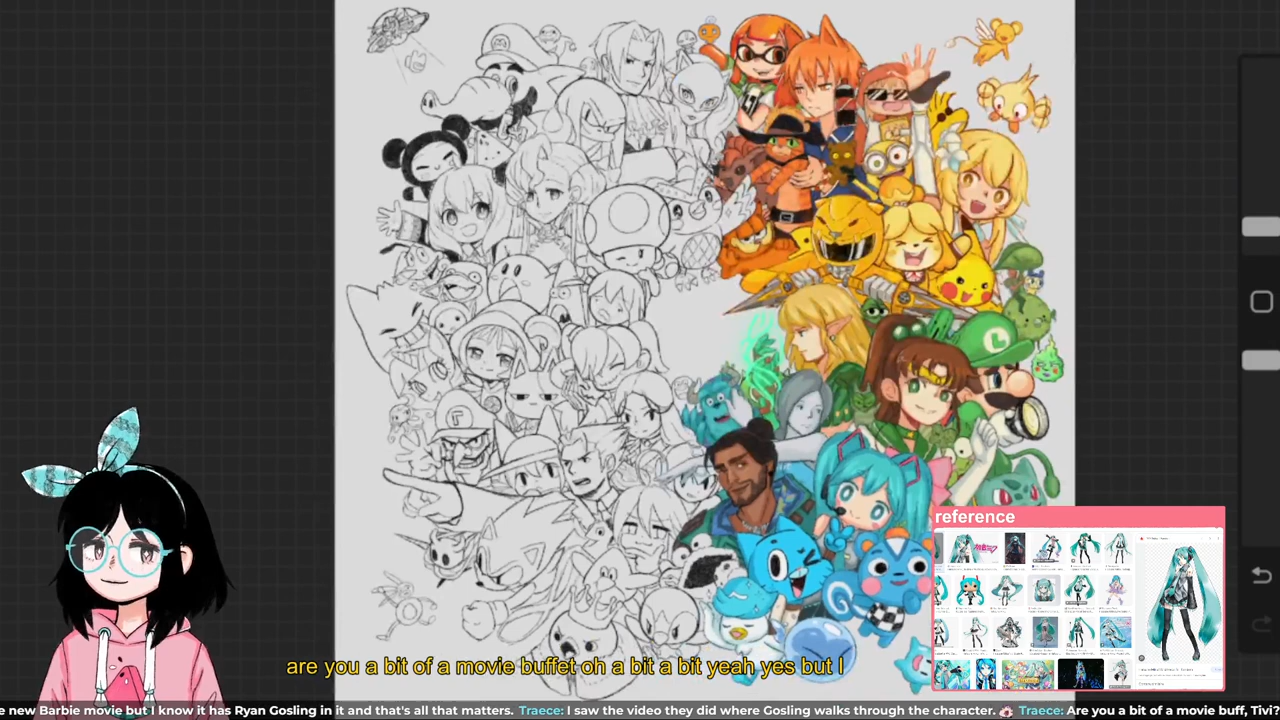 reference
are you a bit of a movie buffet oh a bit a bit yeah yes but I
e new Barbie movie but I know it has Ryan Gosling in it and that's all that matters. Traece: I saw the video they did where Gosling walks through the character. Traece: Are you a bit of a movie buff, Tivi?